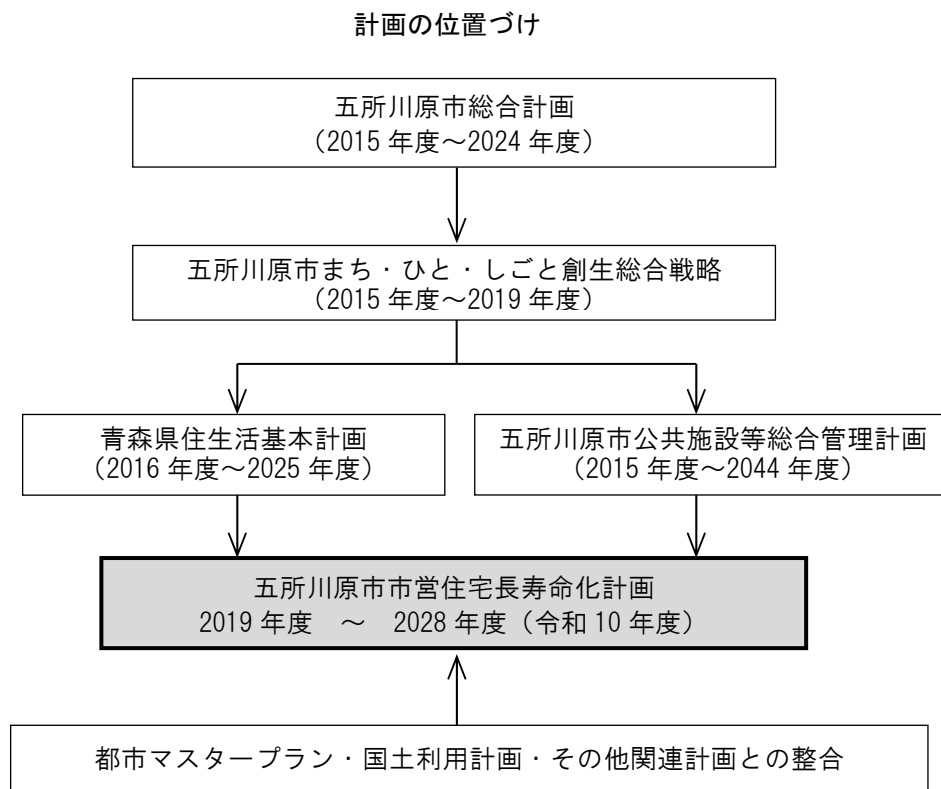 計画の位置づけ
五所川原市総合計画
（2015 年度～2024 年度）
五所川原市まち・ひと・しごと創生総合戦略
（2015 年度～2019 年度）
青森県住生活基本計画
（2016 年度～2025 年度）
五所川原市公共施設等総合管理計画
（2015 年度～2044 年度）
五所川原市市営住宅長寿命化計画
2019 年度　～　2028 年度（令和 10 年度）
都市マスタープラン・国土利用計画・その他関連計画との整合